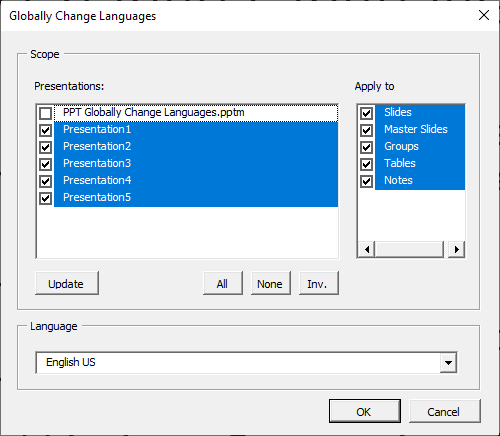 Globally Change Languages
Scope
Presentations:
PPT Globally Change Languages.pptm
Presentation1
Presentation2
Presentation3
Presentation4
Presentation5
Apply to
Slides
Master Slides
Groups
Tables
Notes
Update
All
None
Inv.
Language
English US
OK
Cancel